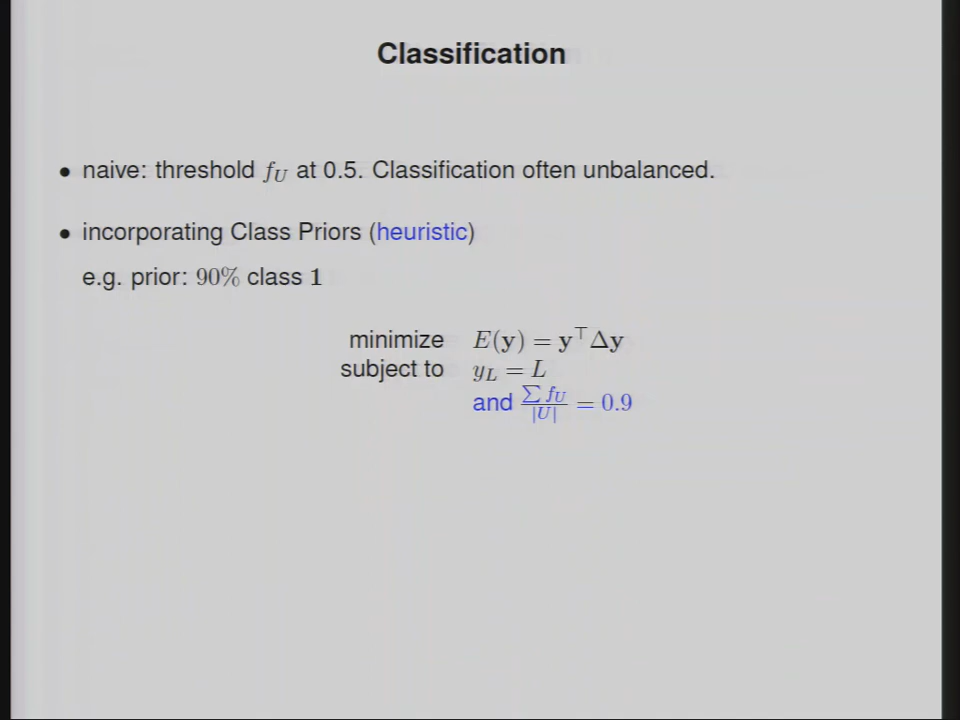 Classification
• naive: threshold f_U at 0.5. Classification often unbalanced.
• incorporating Class Priors (heuristic)
e.g. prior: 90% class 1
minimize E(y) = y^⊤Δy
subject to y_L = L
and ∑ f_U / |U| = 0.9